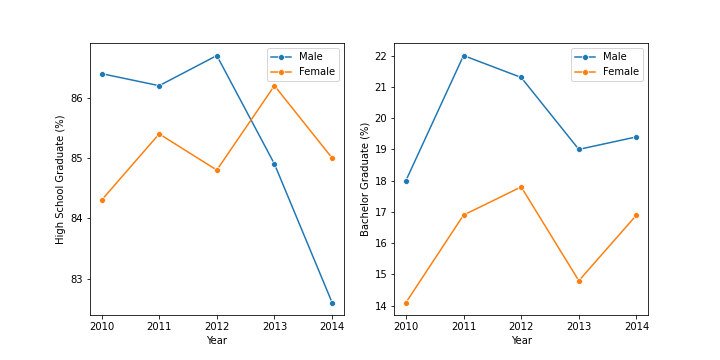 High School Graduate (%)
86
85
84
83
2010 2011 2012 2013 2014
Year
Male
Female
Bachelor Graduate (%)
22
21
20
19
18
17
16
15
14
2010 2011 2012 2013 2014
Year
Male
Female